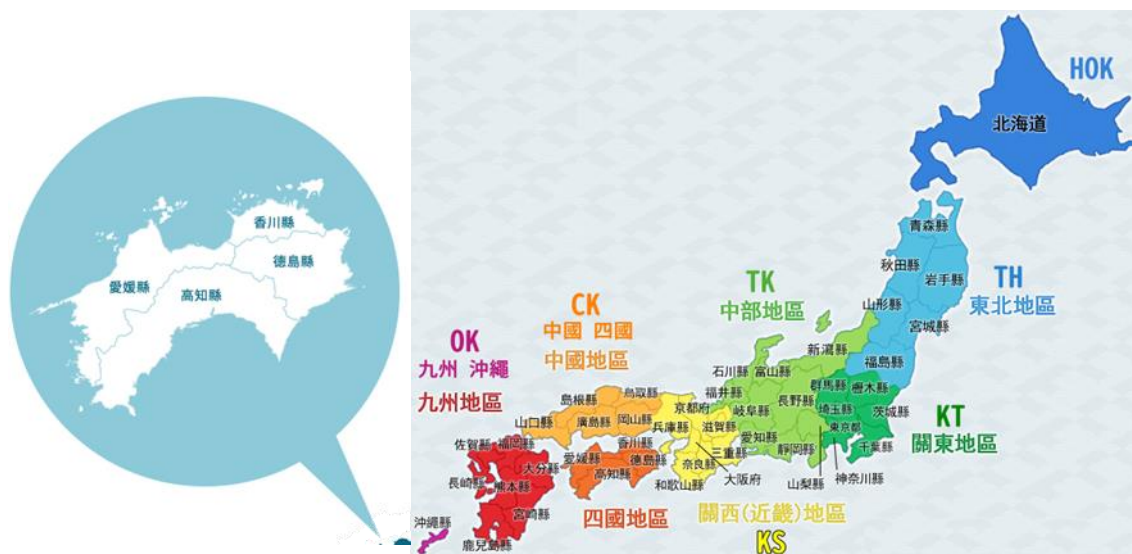 香川縣
德島縣
愛媛縣
高知縣
HOK
北海道
青森縣
秋田縣
岩手縣
TH
東北地區
山形縣
宮城縣
福島縣
TK
中部地區
新瀉縣
石川縣
富山縣
福井縣
長野縣
岐阜縣
愛知縣
靜岡縣
山梨縣
群馬縣
櫪木縣
埼玉縣
茨城縣
東京都
千葉縣
神奈川縣
KT
關東地區
CK
中國 四國
中國地區
島根縣
鳥取縣
山口縣
廣島縣
岡山縣
京都府
兵庫縣
滋賀縣
三重縣
奈良縣
大阪府
和歌山縣
關西(近畿)地區
KS
香川縣
愛媛縣
德島縣
高知縣
四國地區
OK
九州 沖繩
九州地區
佐賀縣
福岡縣
大分縣
長崎縣
熊本縣
宮崎縣
鹿兒島縣
沖繩縣